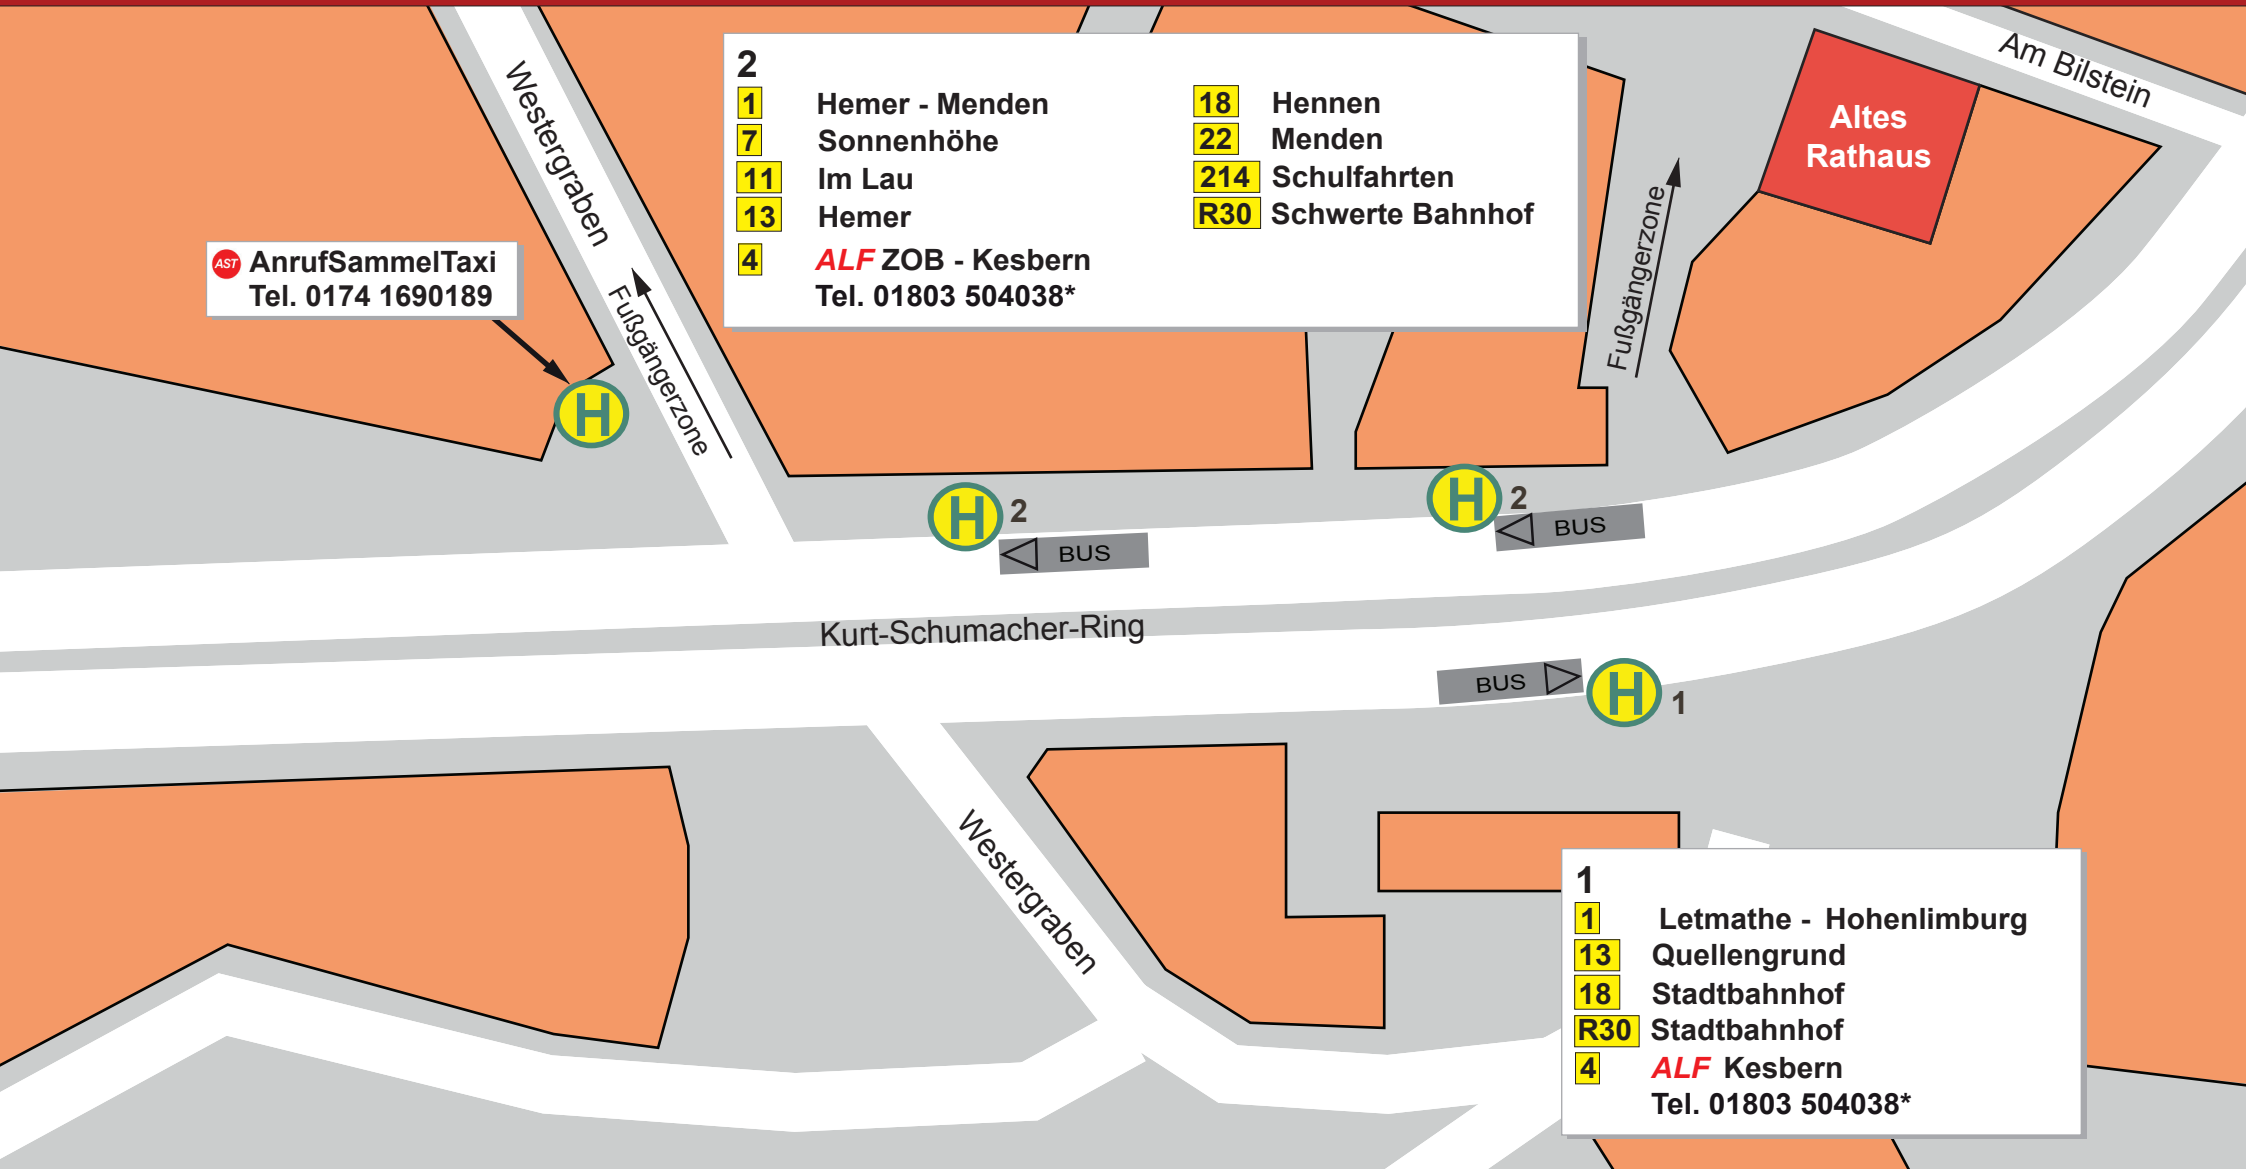 Westergraben
Fußgängerzone
AST AnrufSammelTaxi
Tel. 0174 1690189
2
1 Hemer - Menden
7 Sonnenhöhe
11 Im Lau
13 Hemer
4 ALF ZOB - Kesbern
Tel. 01803 504038*
18 Hennen
22 Menden
214 Schulfahrten
R30 Schwerte Bahnhof
Fußgängerzone
Altes
Rathaus
Am Bilstein
H
H 2
BUS
H 2
BUS
Kurt-Schumacher-Ring
BUS
H 1
Westergraben
1
1 Letmathe - Hohenlimburg
13 Quellengrund
18 Stadtbahnhof
R30 Stadtbahnhof
4 ALF Kesbern
Tel. 01803 504038*